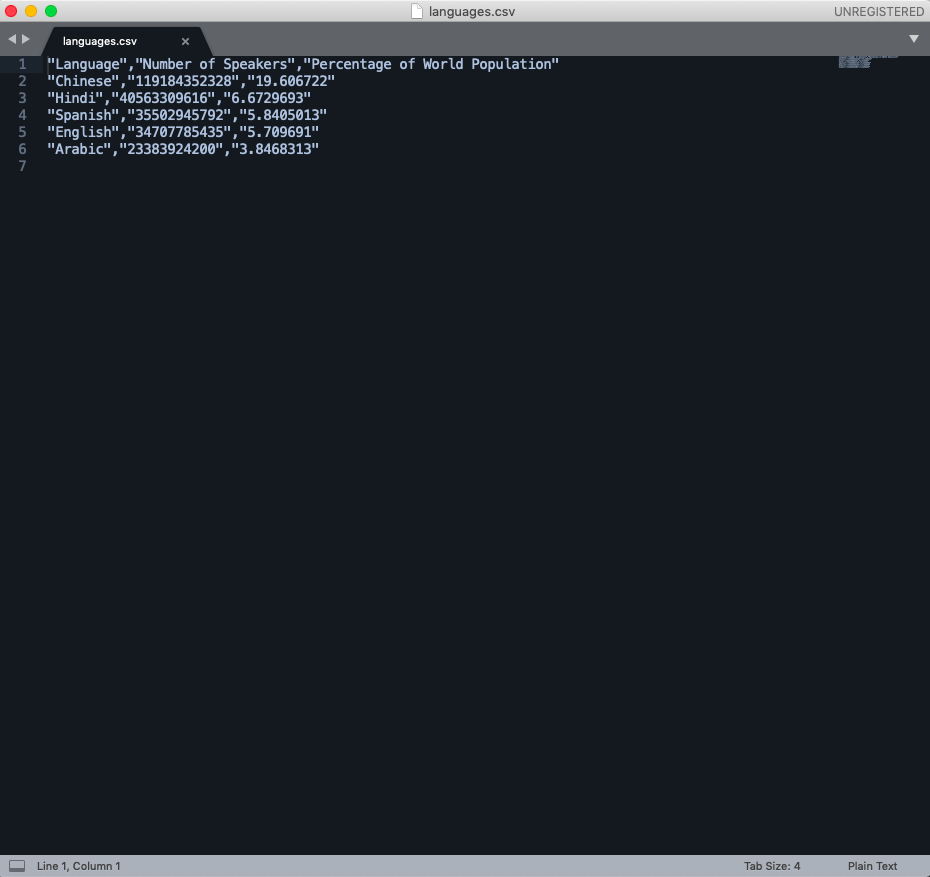 languages.csv
UNREGISTERED
languages.csv
1 "Language","Number of Speakers","Percentage of World Population"
2 "Chinese","119184352328","19.606722"
3 "Hindi","40563309616","6.6729693"
4 "Spanish","35502945792","5.8405013"
5 "English","34707785435","5.709691"
6 "Arabic","23383924200","3.8468313"
7
Line 1, Column 1
Tab Size: 4
Plain Text